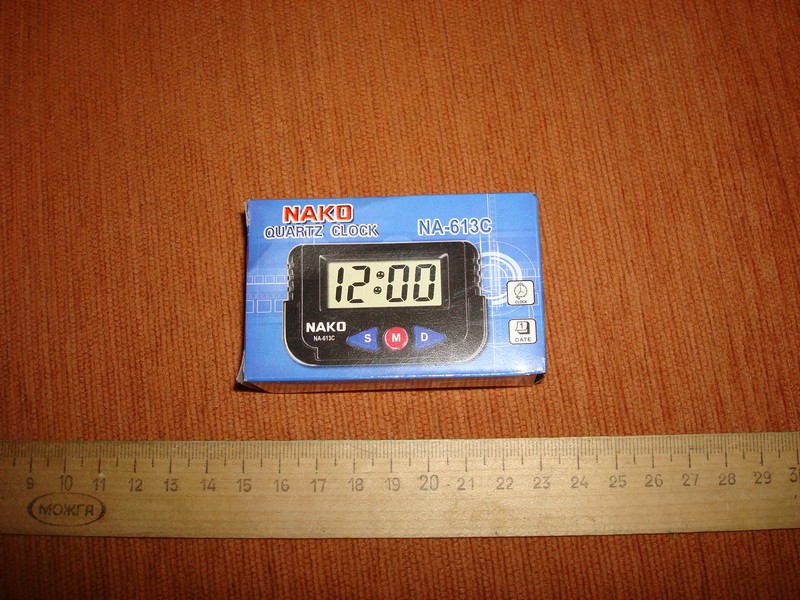 NAKO
QUARTZ CLOCK
NA-613C
12:00
NAKO
NA-613C
S M D
CLOCK
1
DATE
9 10 11 12 13 14 15 16 17 18 19 20 21 22 23 24 25 26 27 28 29
МОЖГА